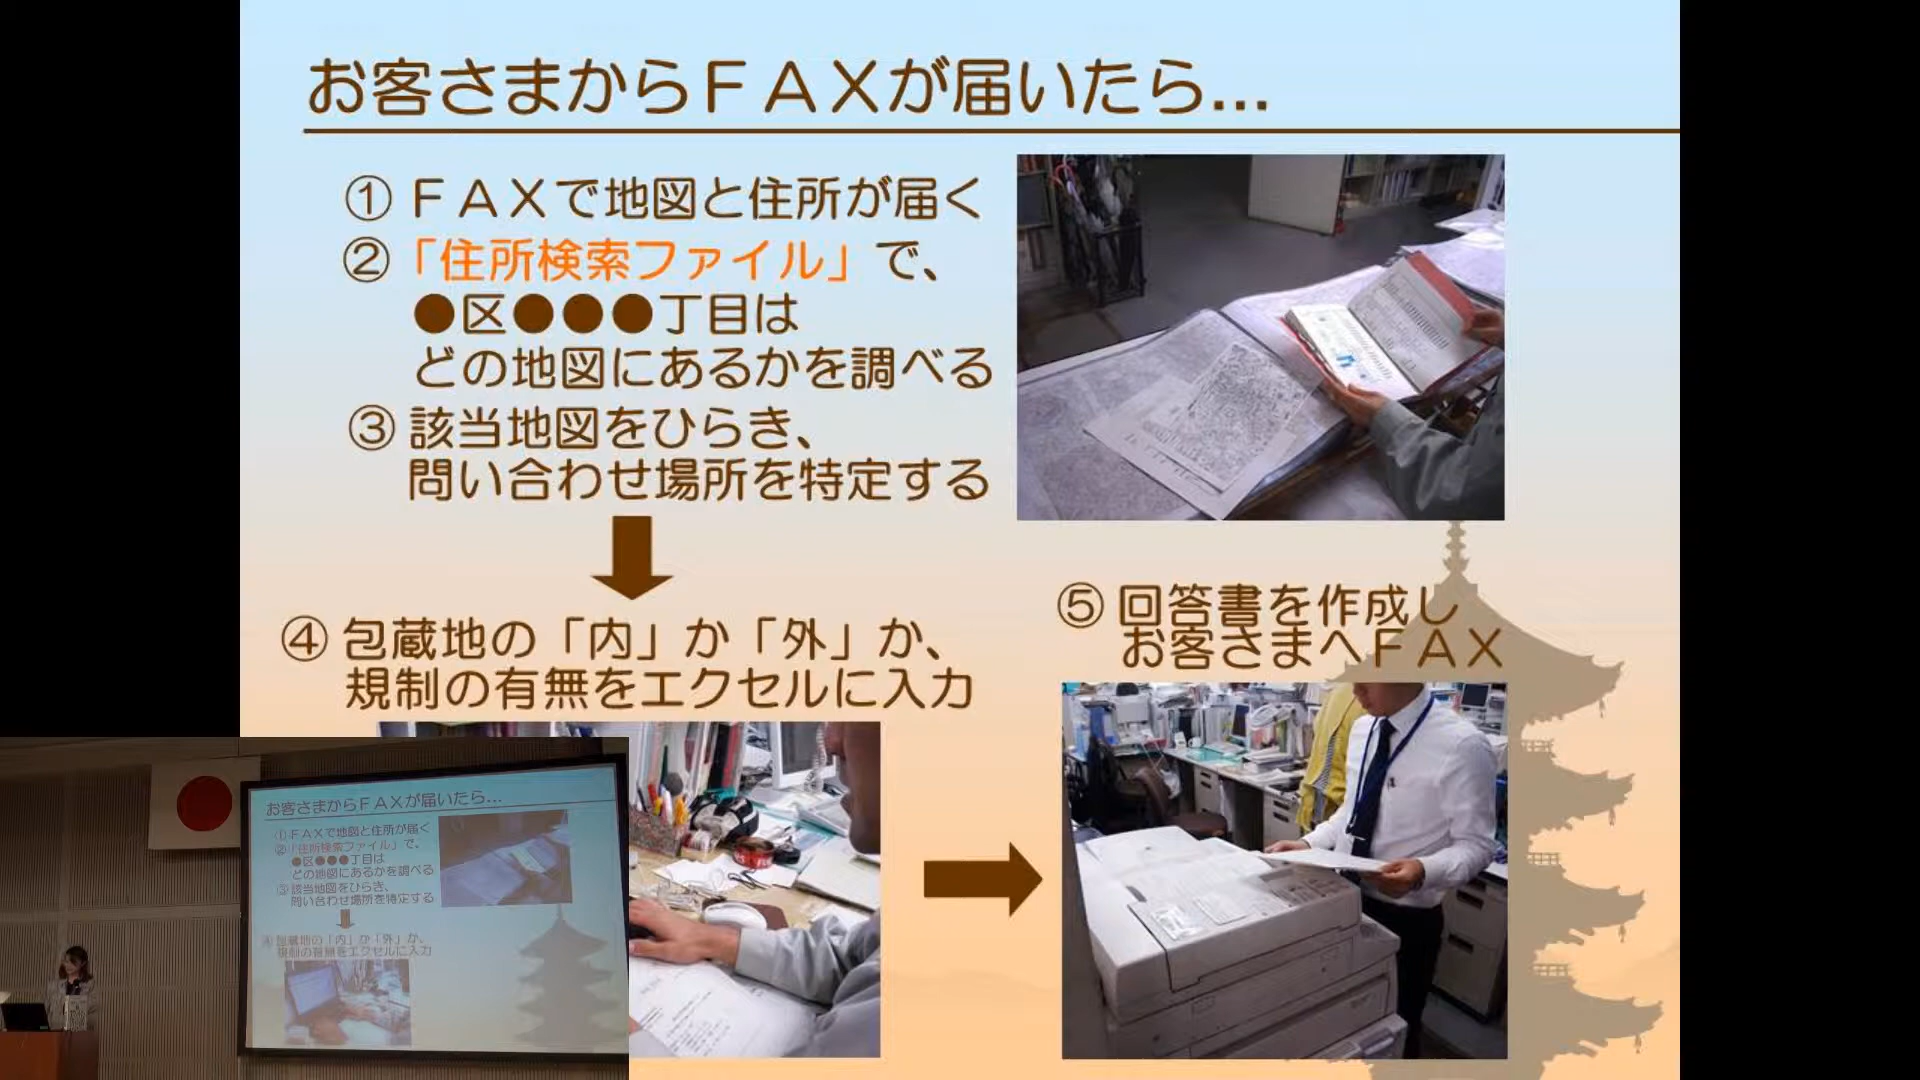 お客さまからＦＡＸが届いたら...
① ＦＡＸで地図と住所が届く
②「住所検索ファイル」で、
●区●●●丁目は
どの地図にあるかを調べる
③ 該当地図をひらき、
問い合わせ場所を特定する
④ 包蔵地の「内」か「外」か、
規制の有無をエクセルに入力
⑤ 回答書を作成し
お客さまへＦＡＸ
お客さまからＦＡＸが届いたら...
①ＦＡＸで地図と住所が届く
②「住所検索ファイル」で、
●区●●●丁目は
どの地図にあるかを調べる
③該当地図をひらき、
問い合わせ場所を特定する
④包蔵地の「内」か「外」か、
規制の有無をエクセルに入力